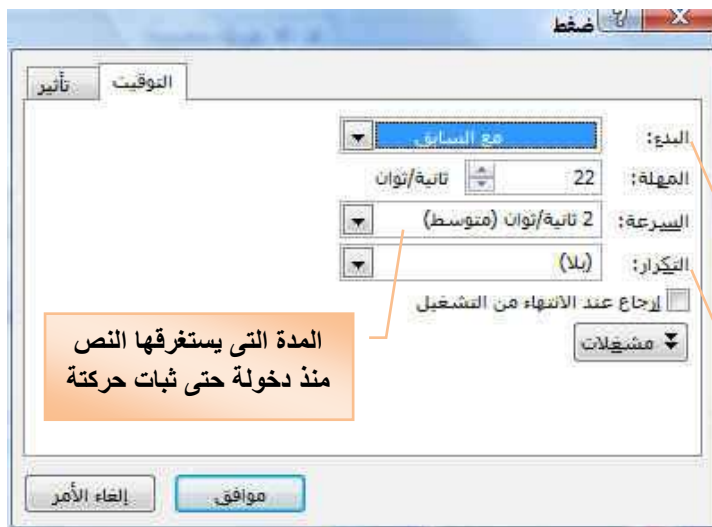 ضغط
تأثير التوقيت
البدء: مع السابق
المهلة: 22 ثانية/ثوان
السرعة: 2 ثانية/ثوان (متوسط)
التكرار: (بلا)
إرجاع عند الانتهاء من التشغيل
مشغلات
المدة التى يستغرقها النص
منذ دخولة حتى ثبات حركتة
موافق إلغاء الأمر